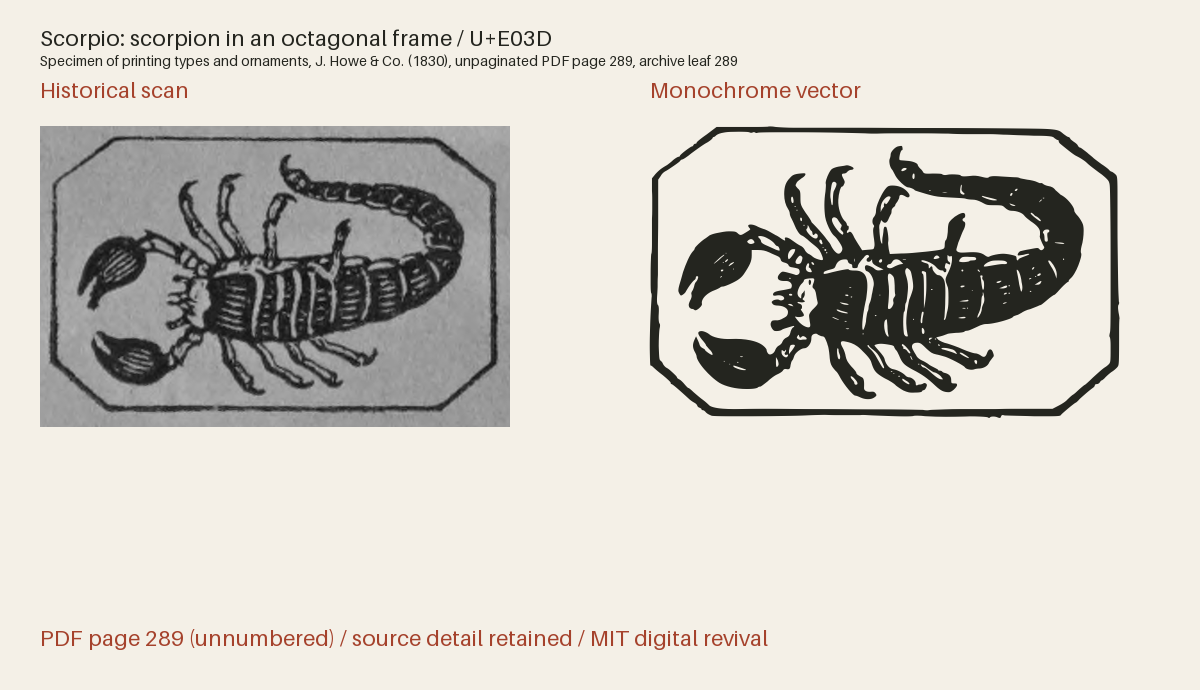 Scorpio: scorpion in an octagonal frame / U+E03D
Specimen of printing types and ornaments, J. Howe & Co. (1830), unpaginated PDF page 289, archive leaf 289
Historical scan
Monochrome vector
PDF page 289 (unnumbered) / source detail retained / MIT digital revival